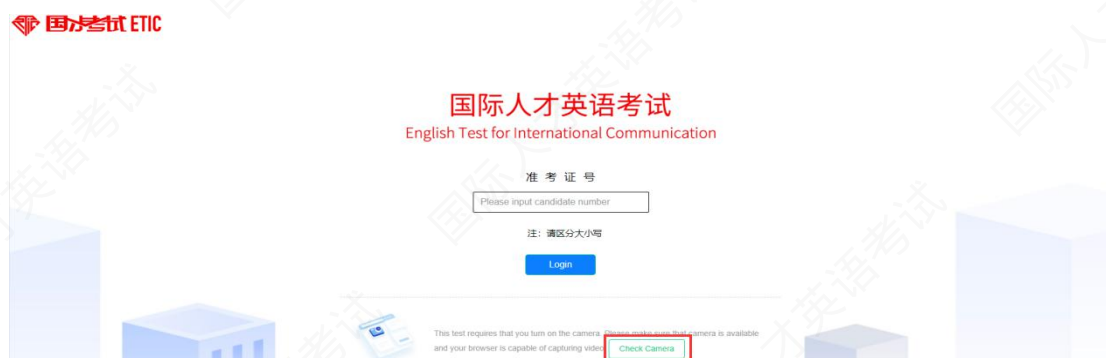 国才考试 ETIC
国际人才英语考试
English Test for International Communication
准 考 证 号
Please input candidate number
注：请区分大小写
Login
This test requires that you turn on the camera. Please make sure that camera is available
and your browser is capable of capturing video
Check Camera